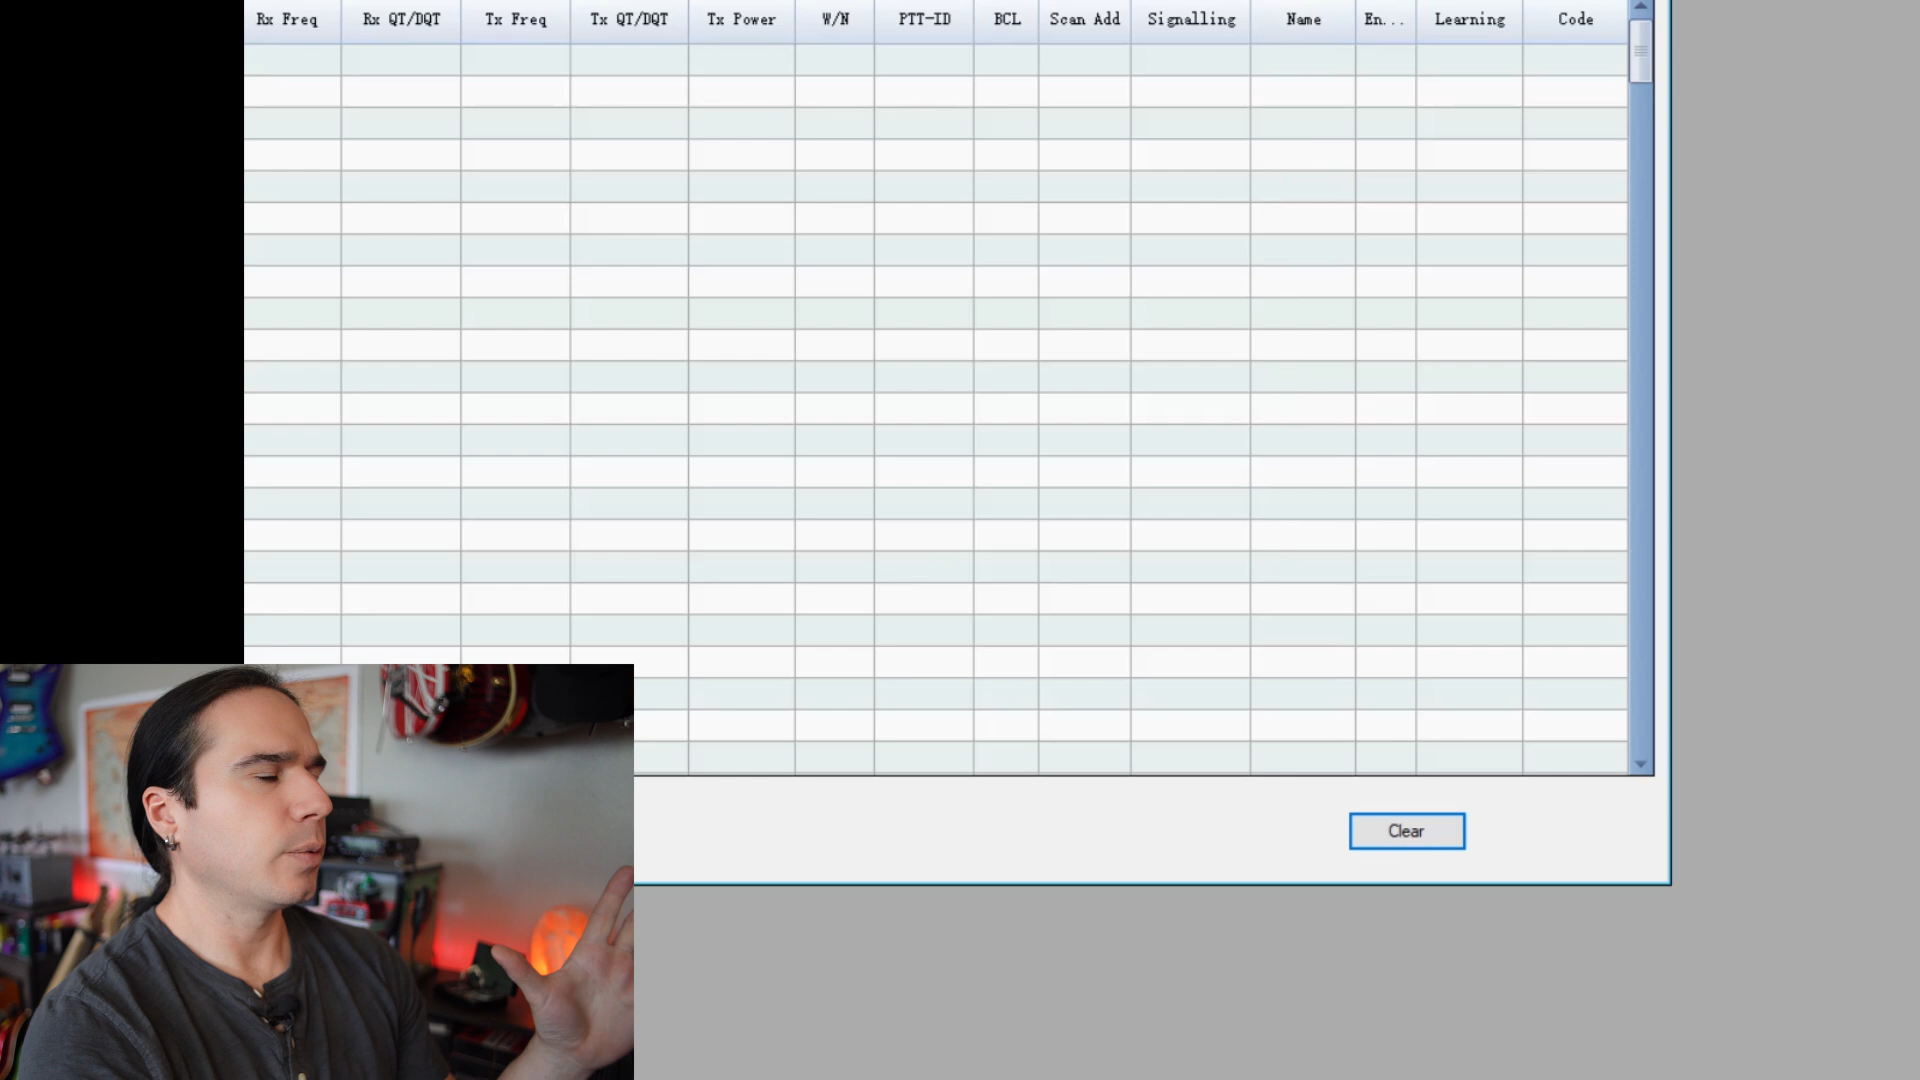 Rx Freq Rx QT/DQT Tx Freq Tx QT/DQT Tx Power W/N PTT-ID BCL Scan Add Signalling Name En... Learning Code
Clear